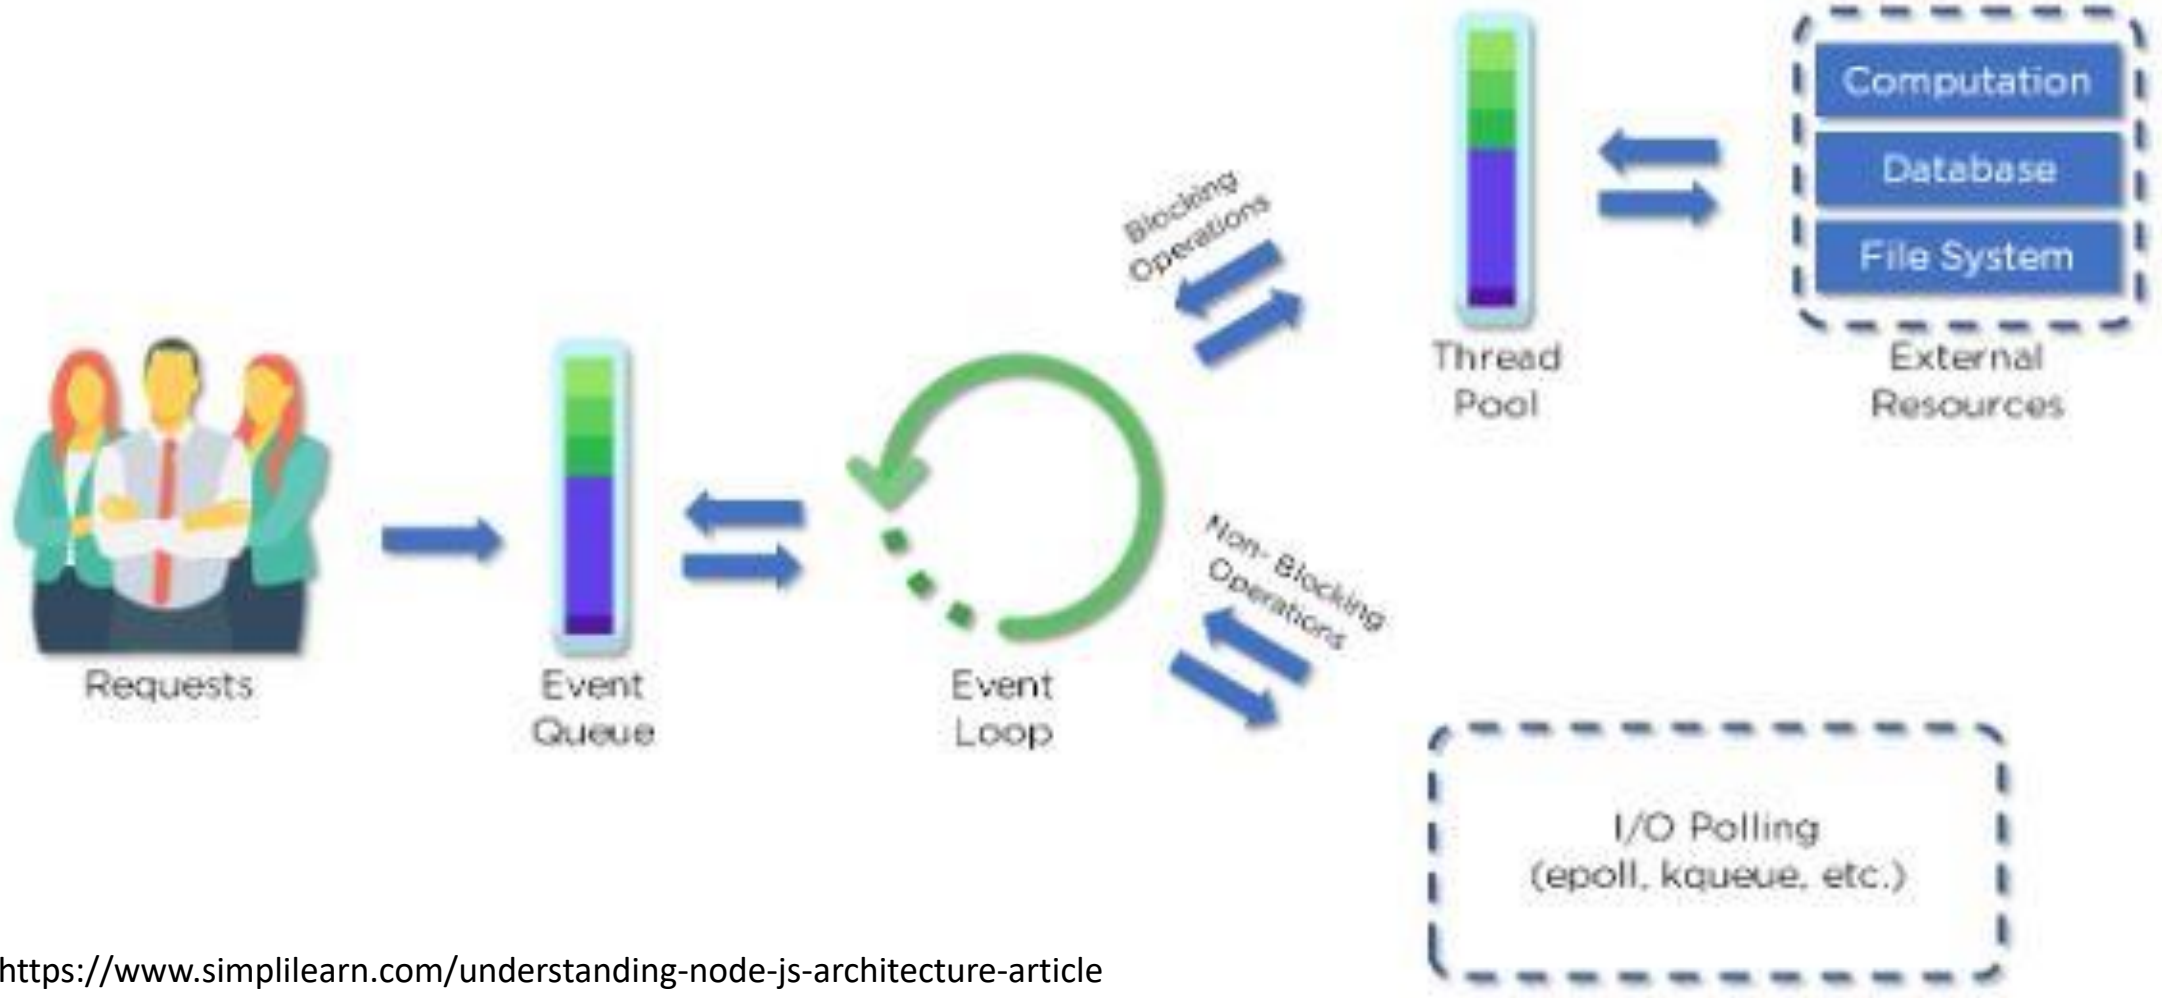 Computation
Database
File System
External
Resources
Thread
Pool
Blocking
Operations
Non- Blocking
Operations
Requests
Event
Queue
Event
Loop
I/O Polling
(epoll, kqueue, etc.)
https://www.simplilearn.com/understanding-node-js-architecture-article